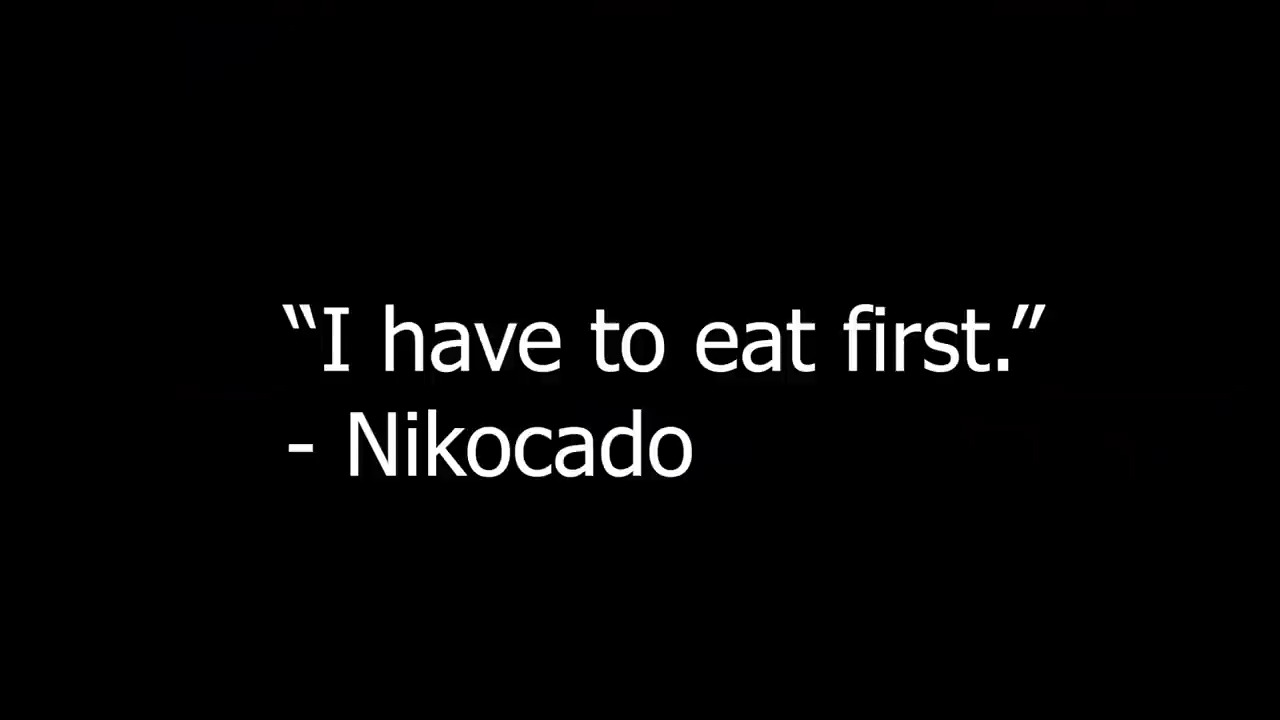 “I have to eat first.”
- Nikocado